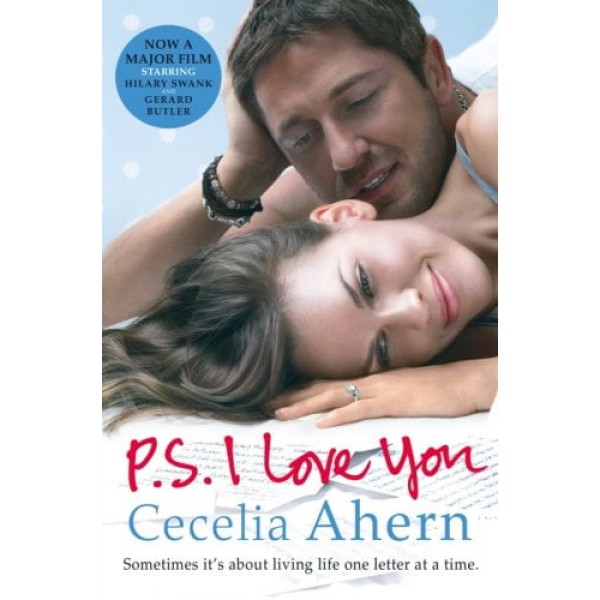 NOW A
MAJOR FILM
STARRING
HILARY SWANK
AND
GERARD
BUTLER
P.S. I Love You
Cecelia Ahern
Sometimes it's about living life one letter at a time.